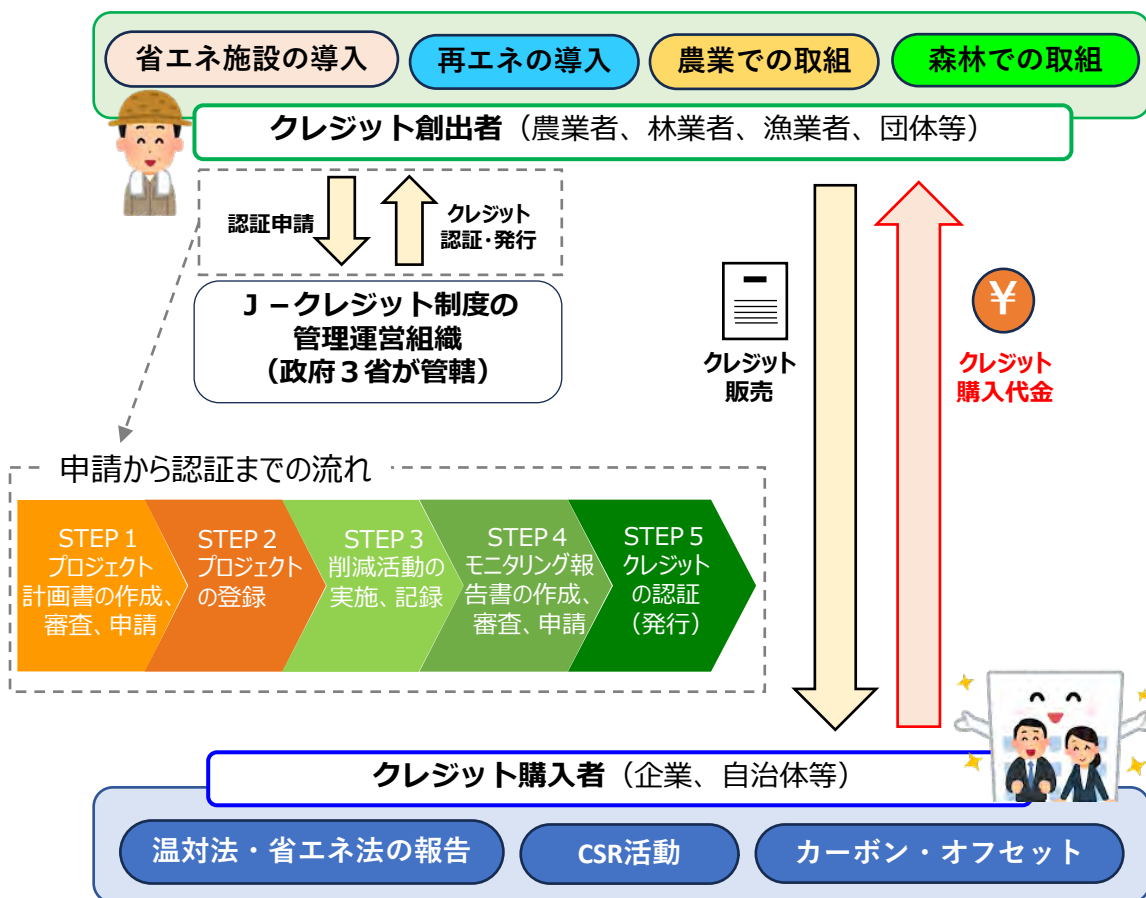 省エネ施設の導入
再エネの導入
農業での取組
森林での取組
クレジット創出者（農業者、林業者、漁業者、団体等）
認証申請
クレジット
認証・発行
Ｊ－クレジット制度の
管理運営組織
（政府３省が管轄）
クレジット
販売
¥
クレジット
購入代金
申請から認証までの流れ
STEP１
プロジェクト
計画書の作成、
審査、申請
STEP２
プロジェクト
の登録
STEP３
削減活動の
実施、記録
STEP４
モニタリング報
告書の作成、
審査、申請
STEP５
クレジット
の認証
（発行）
クレジット購入者（企業、自治体等）
温対法・省エネ法の報告
CSR活動
カーボン・オフセット